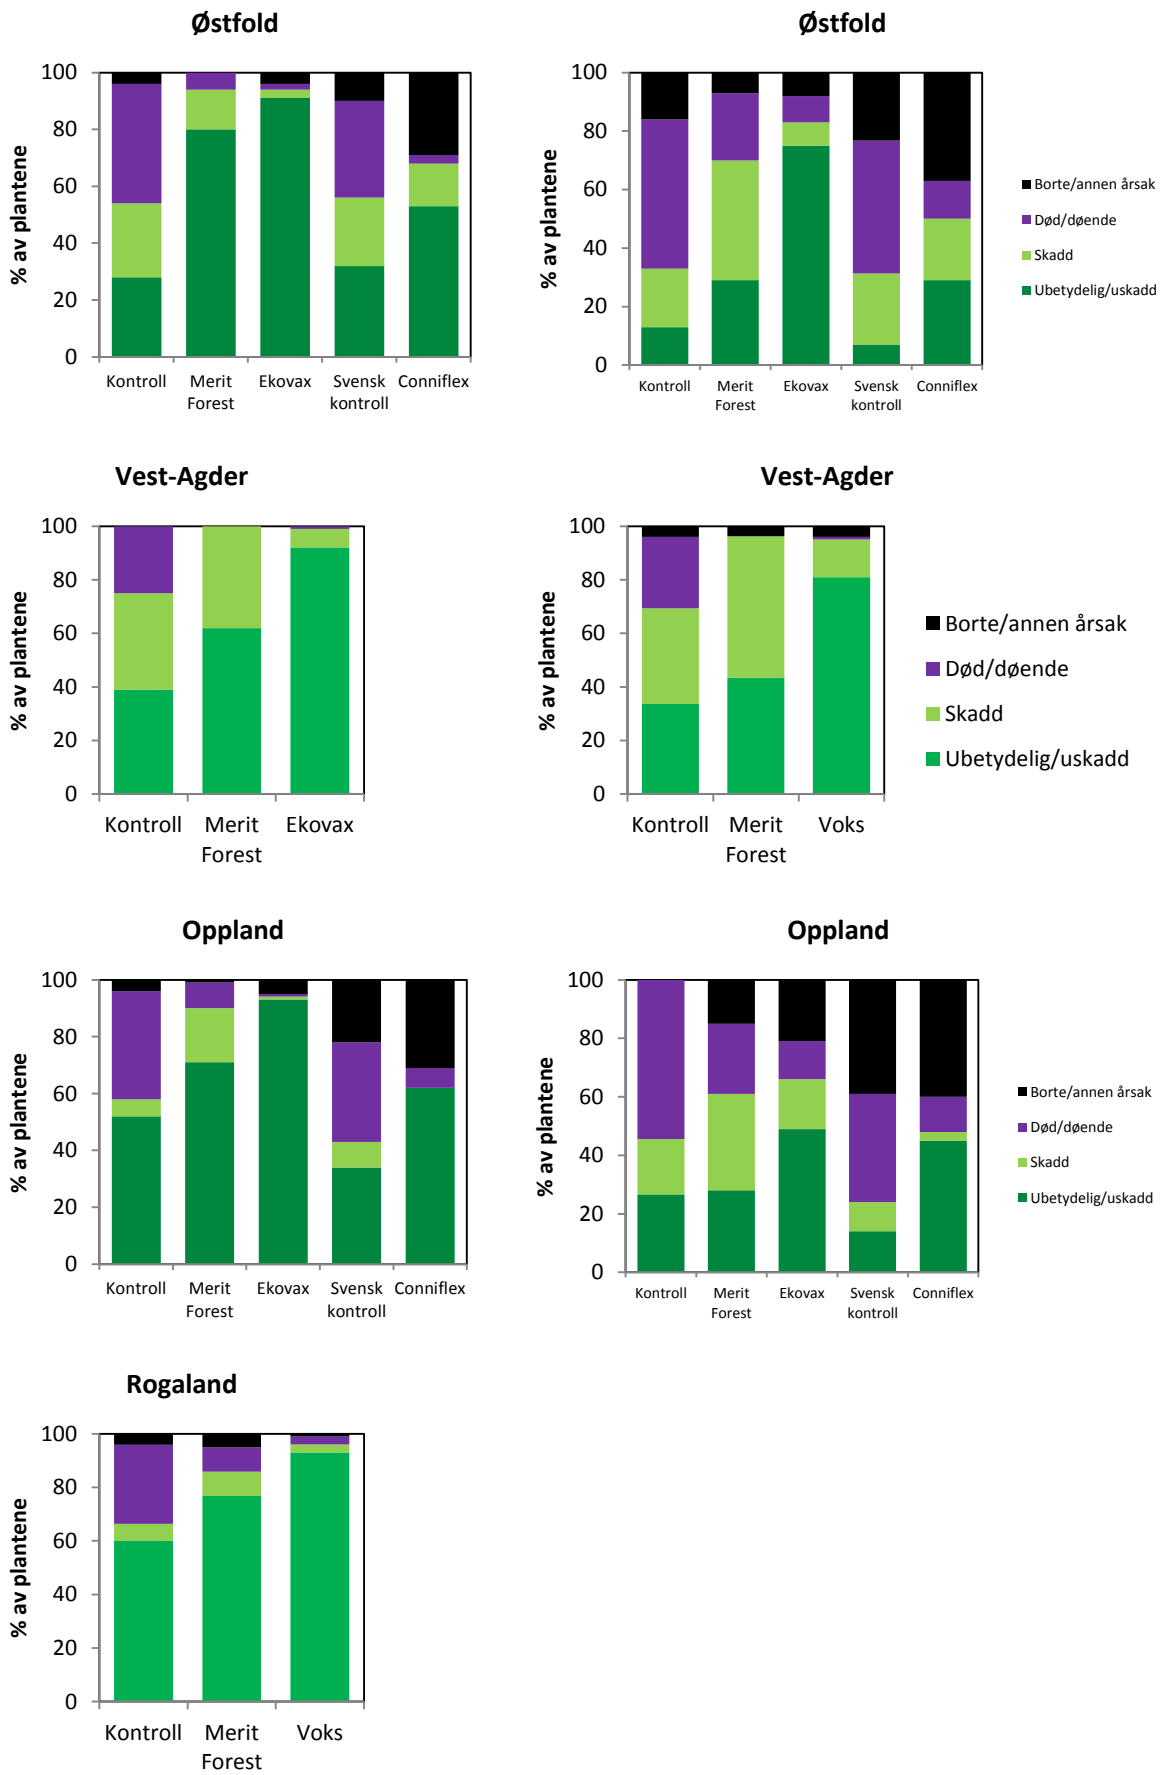 Østfold
% av plantene
100
80
60
40
20
0
Kontroll
Merit
Forest
Ekovax
Svensk
kontroll
Conniflex
Østfold
% av plantene
100
80
60
40
20
0
Kontroll
Merit
Forest
Ekovax
Svensk
kontroll
Conniflex
Borte/annen årsak
Død/døende
Skadd
Ubetydelig/uskadd
Vest-Agder
% av plantene
100
80
60
40
20
0
Kontroll
Merit
Forest
Ekovax
Vest-Agder
% av plantene
100
80
60
40
20
0
Kontroll
Merit
Forest
Voks
Borte/annen årsak
Død/døende
Skadd
Ubetydelig/uskadd
Oppland
% av plantene
100
80
60
40
20
0
Kontroll
Merit
Forest
Ekovax
Svensk
kontroll
Conniflex
Oppland
% av plantene
100
80
60
40
20
0
Kontroll
Merit
Forest
Ekovax
Svensk
kontroll
Conniflex
Borte/annen årsak
Død/døende
Skadd
Ubetydelig/uskadd
Rogaland
% av plantene
100
80
60
40
20
0
Kontroll
Merit
Forest
Voks